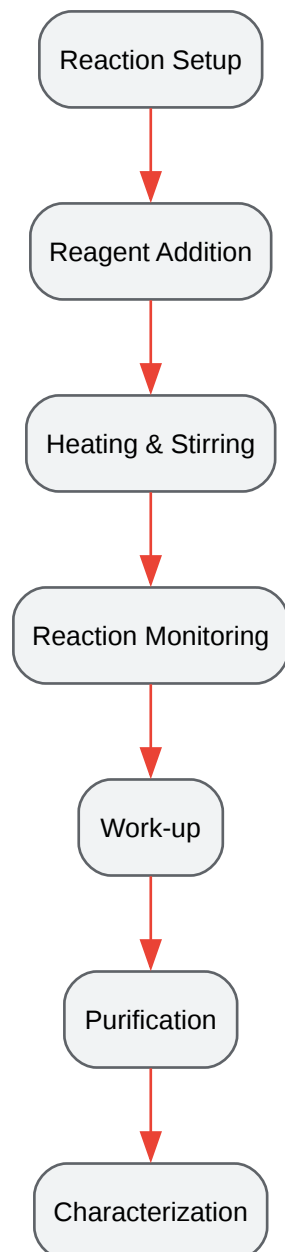 Reaction Setup
Reagent Addition
Heating & Stirring
Reaction Monitoring
Work-up
Purification
Characterization